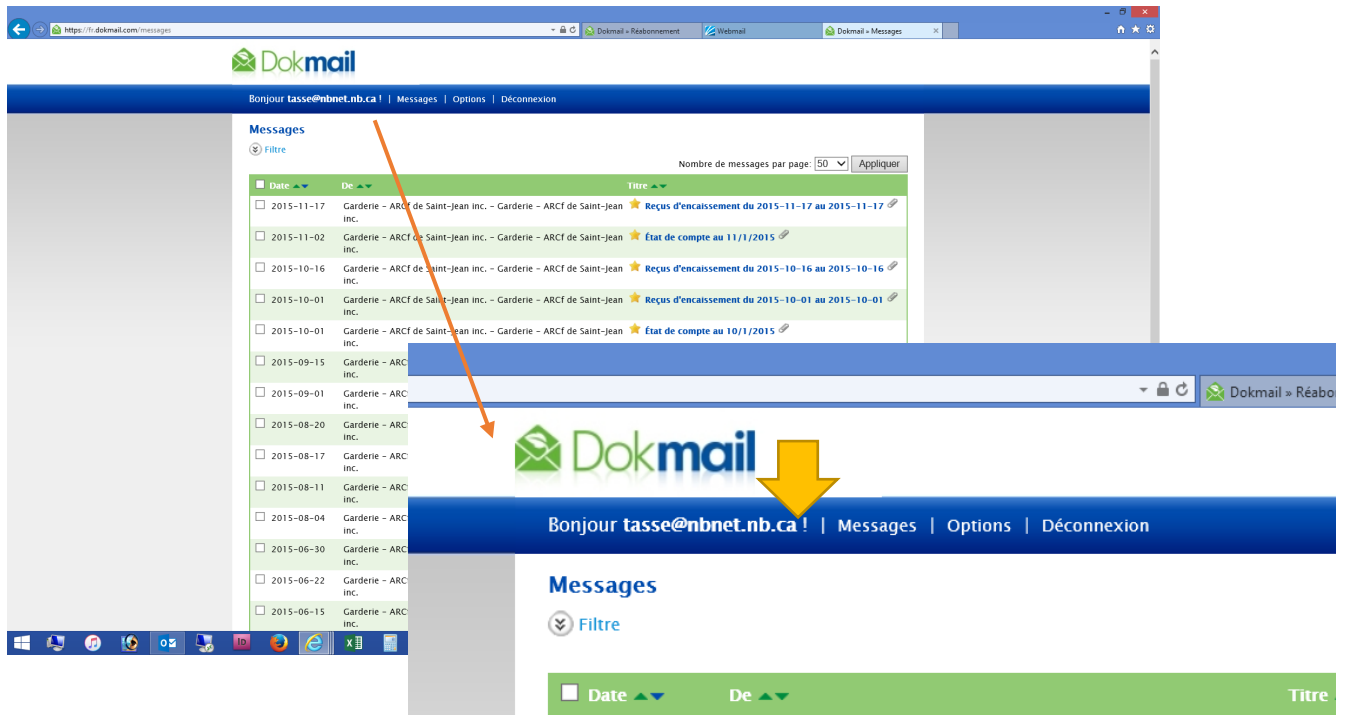 https://fr.dokmail.com/messages
Dokmail » Réabonnement
Webmail
Dokmail » Messages
Dokmail
Bonjour tasse@nbnet.nb.ca ! | Messages | Options | Déconnexion
Messages
Filtre
Nombre de messages par page: 50 Appliquer
Date De Titre
2015-11-17 Garderie - ARCf de Saint-Jean inc. - Garderie - ARCf de Saint-Jean Reçus d'encaissement du 2015-11-17 au 2015-11-17
inc.
2015-11-02 Garderie - ARCf de Saint-Jean inc. - Garderie - ARCf de Saint-Jean État de compte au 11/1/2015
inc.
2015-10-16 Garderie - ARCf de Saint-Jean inc. - Garderie - ARCf de Saint-Jean Reçus d'encaissement du 2015-10-16 au 2015-10-16
inc.
2015-10-01 Garderie - ARCf de Saint-Jean inc. - Garderie - ARCf de Saint-Jean Reçus d'encaissement du 2015-10-01 au 2015-10-01
inc.
2015-10-01 Garderie - ARCf de Saint-Jean inc. - Garderie - ARCf de Saint-Jean État de compte au 10/1/2015
inc.
2015-09-15 Garderie - ARC
inc.
2015-09-01 Garderie - ARC
inc.
2015-08-20 Garderie - ARC
inc.
2015-08-17 Garderie - ARC
inc.
2015-08-11 Garderie - ARC
inc.
2015-08-04 Garderie - ARC
inc.
2015-06-30 Garderie - ARC
inc.
2015-06-22 Garderie - ARC
inc.
2015-06-15 Garderie - ARC
inc.
Dokmail » Réabo
Dokmail
Bonjour tasse@nbnet.nb.ca ! | Messages | Options | Déconnexion
Messages
Filtre
Date De Titre